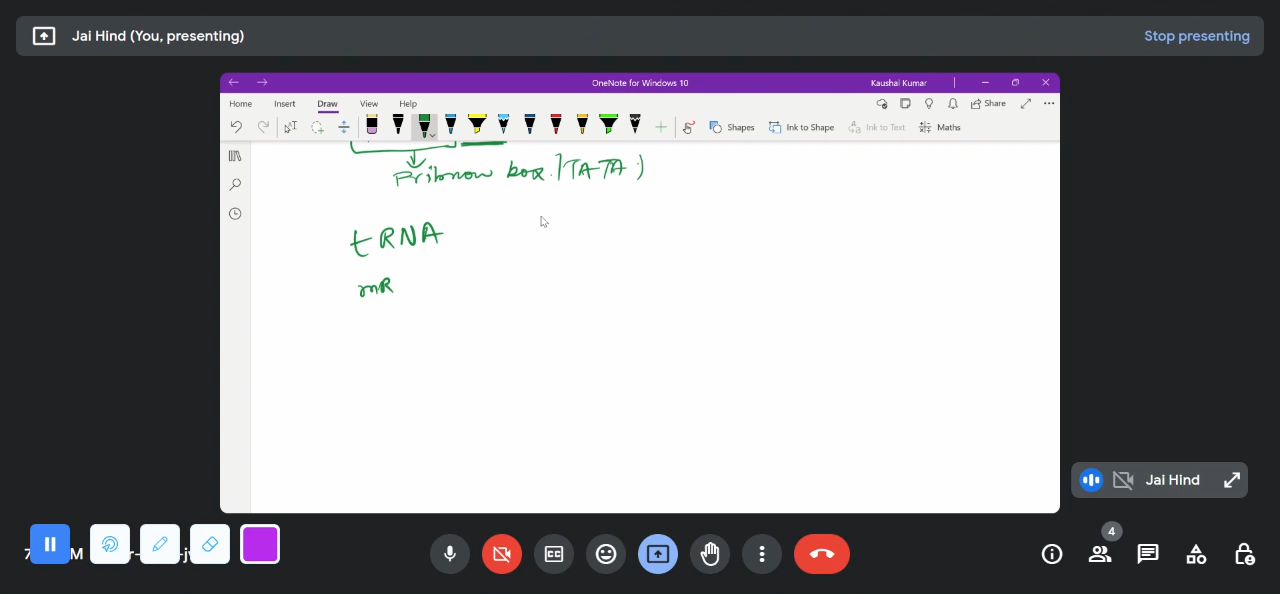 Jai Hind (You, presenting)
Stop presenting
OneNote for Windows 10
Kaushal Kumar
Home Insert Draw View Help
Share
Shapes Ink to Shape Ink to Text Maths
Pribnow box. (TATA)
tRNA
mR
Jai Hind
4
7
M